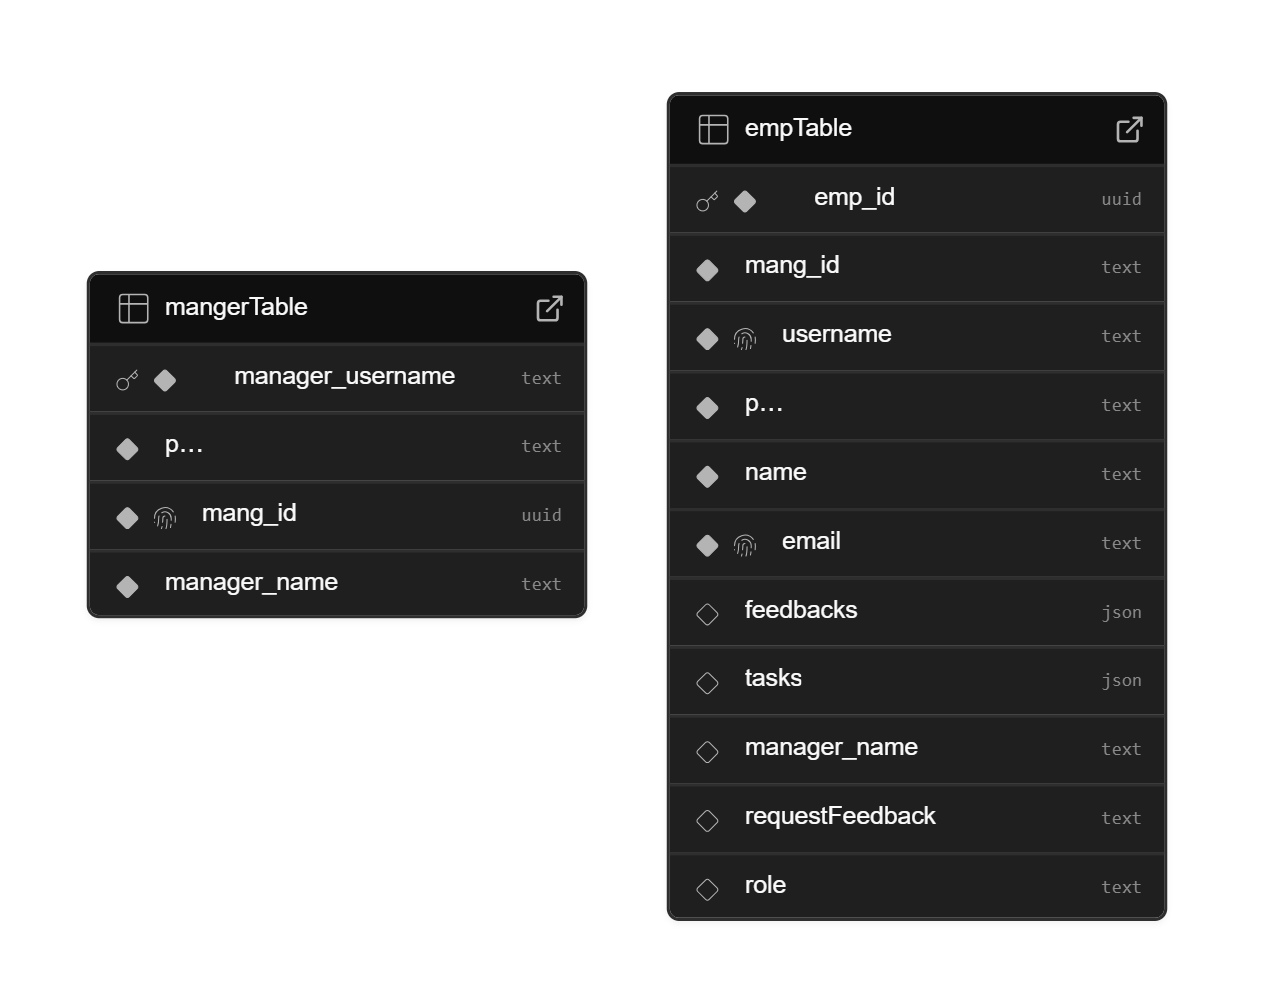 mangerTable
manager_username text
p... text
mang_id uuid
manager_name text
empTable
emp_id uuid
mang_id text
username text
p... text
name text
email text
feedbacks json
tasks json
manager_name text
requestFeedback text
role text